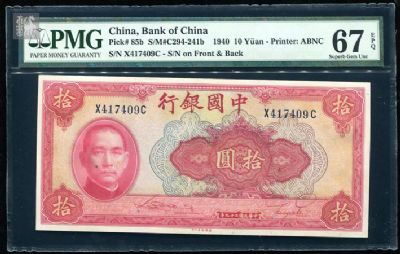 PMG
PAPER MONEY GUARANTY
China, Bank of China
Pick# 85b S/M#C294-241b 1940 10 Yüan - Printer: ABNC
S/N X417409C - S/N on Front & Back
67 EPQ
Superb Gem Unc
拾 行銀國中 拾
X417409C X417409C
圓拾
拾 拾